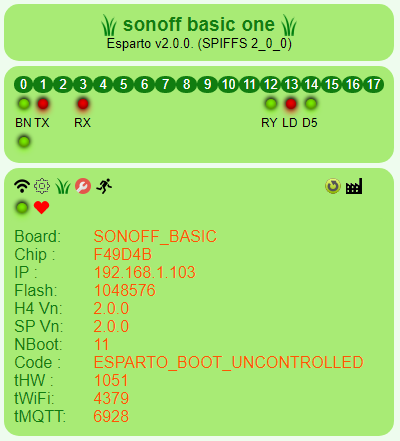 sonoff basic one
Esparto v2.0.0. (SPIFFS 2_0_0)
0 1 2 3 4 5 6 7 8 9 10 11 12 13 14 15 16 17
BN TX RX RY LD D5
Board: SONOFF_BASIC
Chip : F49D4B
IP : 192.168.1.103
Flash: 1048576
H4 Vn: 2.0.0
SP Vn: 2.0.0
NBoot: 11
Code : ESPARTO_BOOT_UNCONTROLLED
tHW : 1051
tWiFi: 4379
tMQTT: 6928